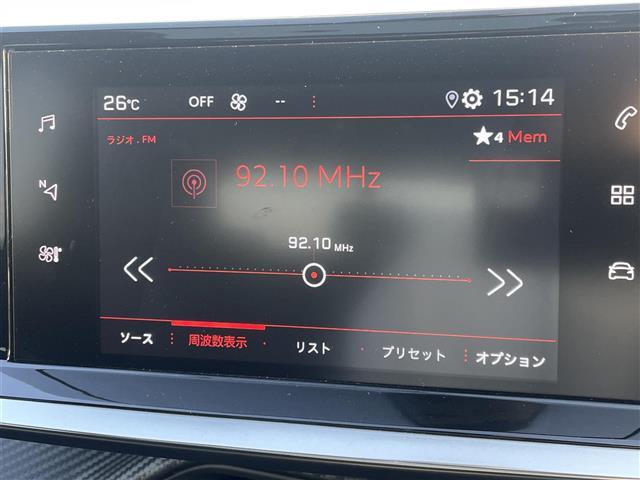 26℃ OFF -- 15:14
ラジオ . FM
★4 Mem
92.10 MHz
92.10 MHz
N
ソース 周波数表示 リスト プリセット オプション